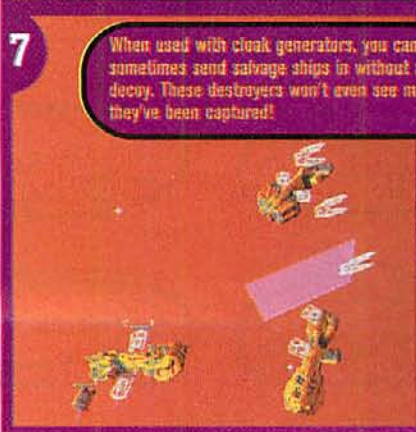 7
When used with cloak generators, you can
sometimes send salvage ships in without
decoy. These destroyers won't even see
they've been captured!